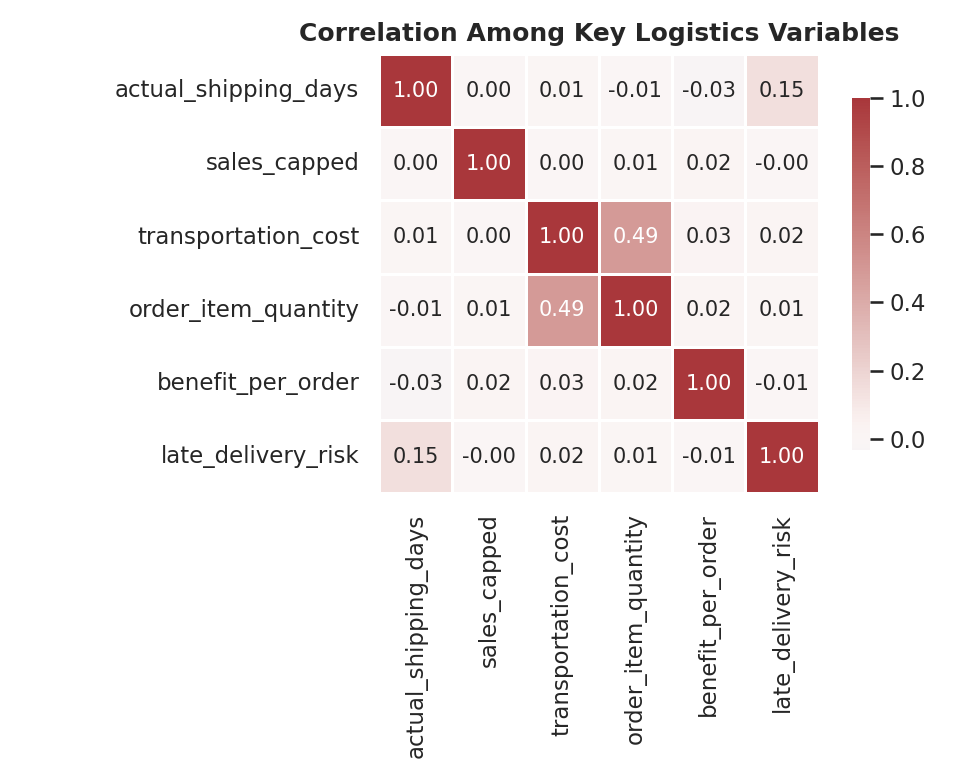 Correlation Among Key Logistics Variables
actual_shipping_days 1.00 0.00 0.01 -0.01 -0.03 0.15
sales_capped 0.00 1.00 0.00 0.01 0.02 -0.00
transportation_cost 0.01 0.00 1.00 0.49 0.03 0.02
order_item_quantity -0.01 0.01 0.49 1.00 0.02 0.01
benefit_per_order -0.03 0.02 0.03 0.02 1.00 -0.01
late_delivery_risk 0.15 -0.00 0.02 0.01 -0.01 1.00
actual_shipping_days
sales_capped
transportation_cost
order_item_quantity
benefit_per_order
late_delivery_risk
1.0
0.8
0.6
0.4
0.2
0.0